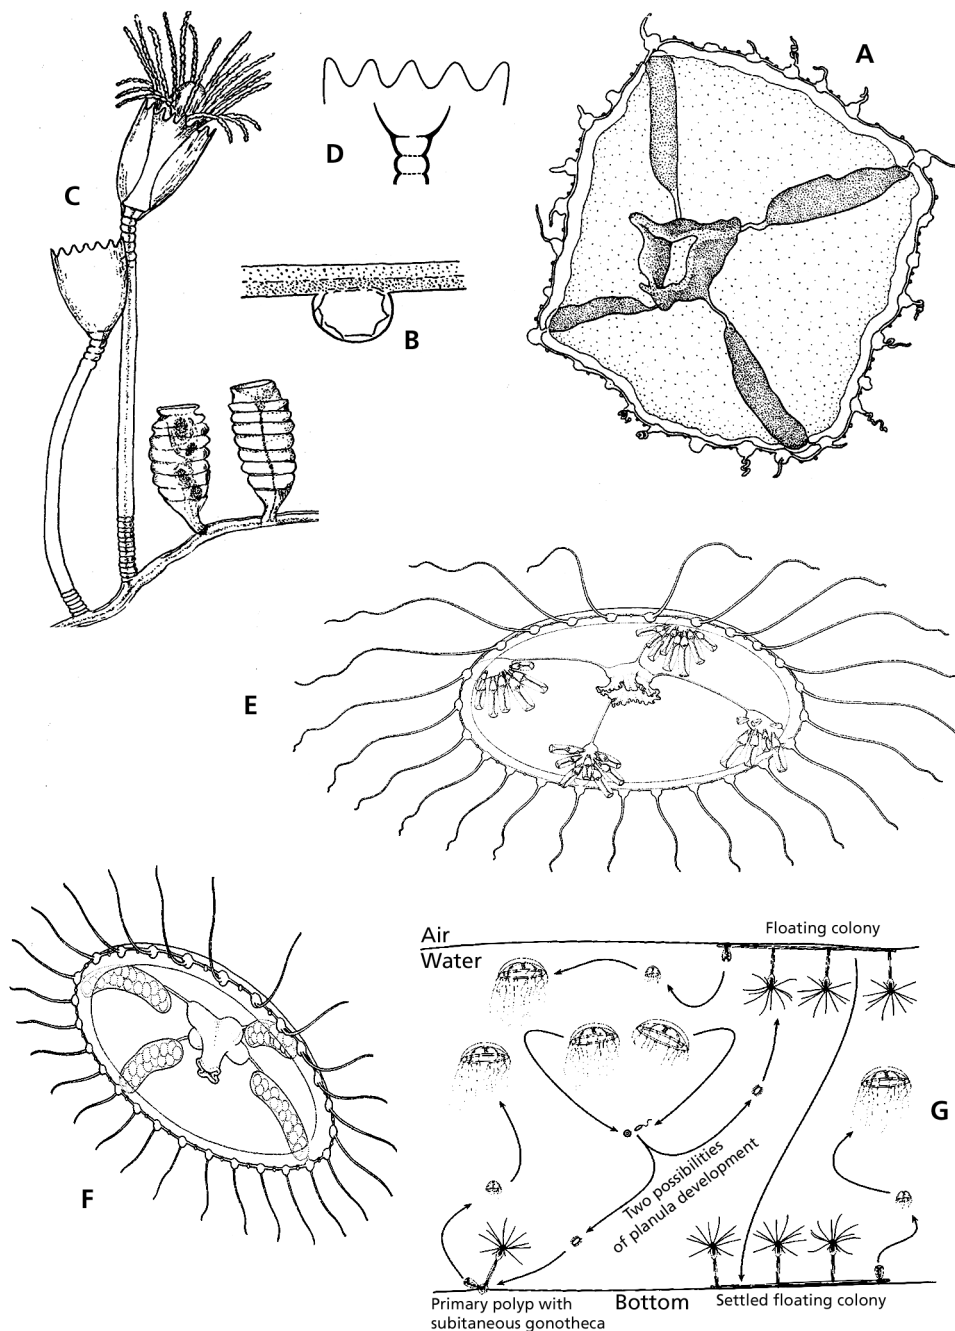 A
D
C
B
E
F
Air
Water
Floating colony
G
Two possibilities
of planula development
Primary polyp with
subitaneous gonotheca
Bottom
Settled floating colony